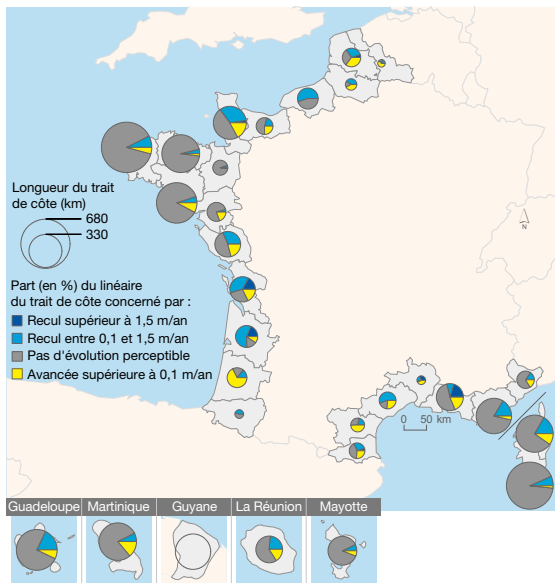 Longueur du trait
de côte (km)
680
330
Part (en %) du linéaire
du trait de côte concerné par :
Recul supérieur à 1,5 m/an
Recul entre 0,1 et 1,5 m/an
Pas d'évolution perceptible
Avancée supérieure à 0,1 m/an
N
0 50 km
Guadeloupe Martinique Guyane La Réunion Mayotte